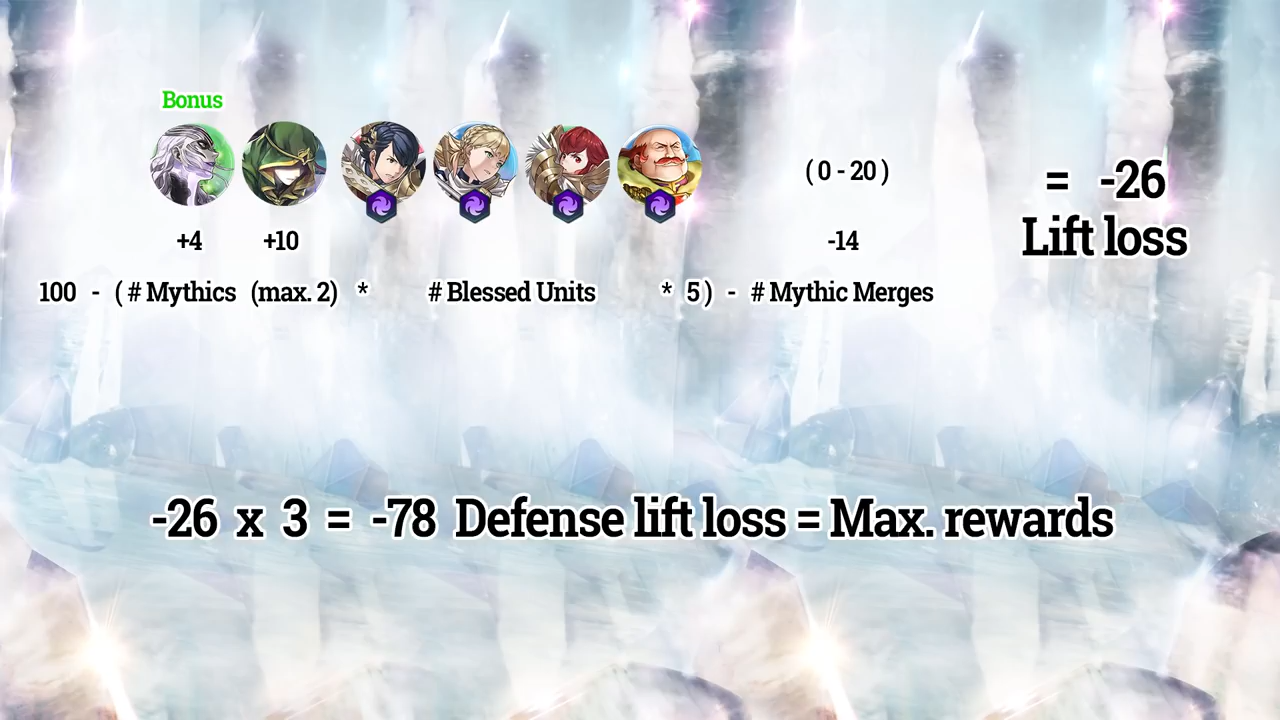 Bonus
( 0 - 20 )
= -26
+4 +10 -14
Lift loss
100 - ( # Mythics (max. 2) * # Blessed Units * 5 ) - # Mythic Merges
-26 x 3 = -78 Defense lift loss = Max. rewards